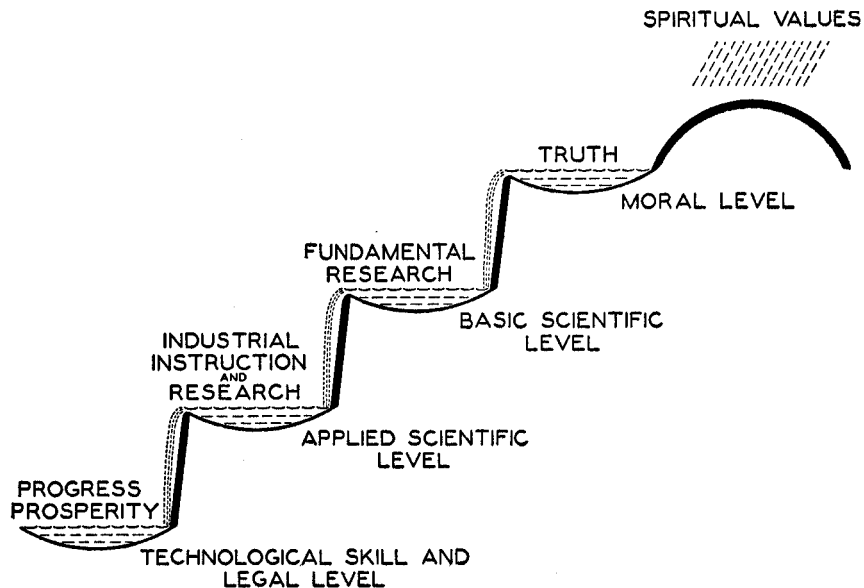 SPIRITUAL VALUES
TRUTH
MORAL LEVEL
FUNDAMENTAL
RESEARCH
BASIC SCIENTIFIC
LEVEL
INDUSTRIAL
INSTRUCTION
AND
RESEARCH
APPLIED SCIENTIFIC
LEVEL
PROGRESS
PROSPERITY
TECHNOLOGICAL SKILL AND
LEGAL LEVEL